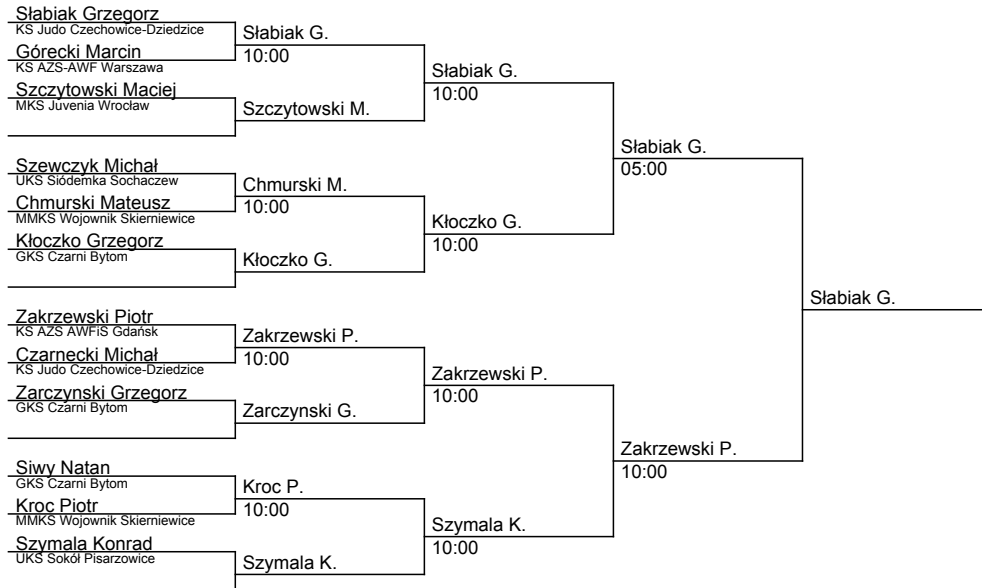 Słabiak Grzegorz
KS Judo Czechowice-Dziedzice
Górecki Marcin
KS AZS-AWF Warszawa
Szczytowski Maciej
MKS Juvenia Wrocław
Szewczyk Michał
UKS Siódemka Sochaczew
Chmurski Mateusz
MMKS Wojownik Skierniewice
Kłoczko Grzegorz
GKS Czarni Bytom
Zakrzewski Piotr
KS AZS AWFiS Gdańsk
Czarnecki Michał
KS Judo Czechowice-Dziedzice
Zarczynski Grzegorz
GKS Czarni Bytom
Siwy Natan
GKS Czarni Bytom
Kroc Piotr
MMKS Wojownik Skierniewice
Szymala Konrad
UKS Sokół Pisarzowice
Słabiak G.
10:00
Szczytowski M.
Chmurski M.
10:00
Kłoczko G.
Zakrzewski P.
10:00
Zarczynski G.
Kroc P.
10:00
Szymala K.
Słabiak G.
10:00
Kłoczko G.
10:00
Zakrzewski P.
10:00
Szymala K.
10:00
Słabiak G.
05:00
Zakrzewski P.
10:00
Słabiak G.